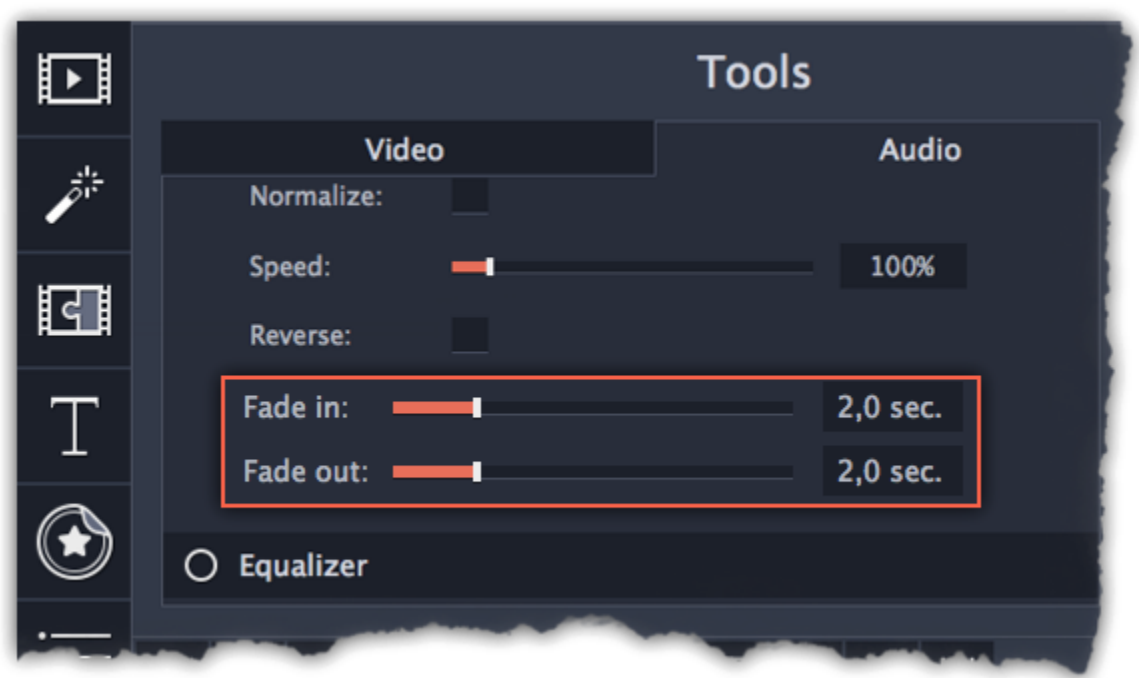 Tools
Video Audio
Normalize:
Speed: 100%
Reverse:
Fade in: 2,0 sec.
Fade out: 2,0 sec.
Equalizer